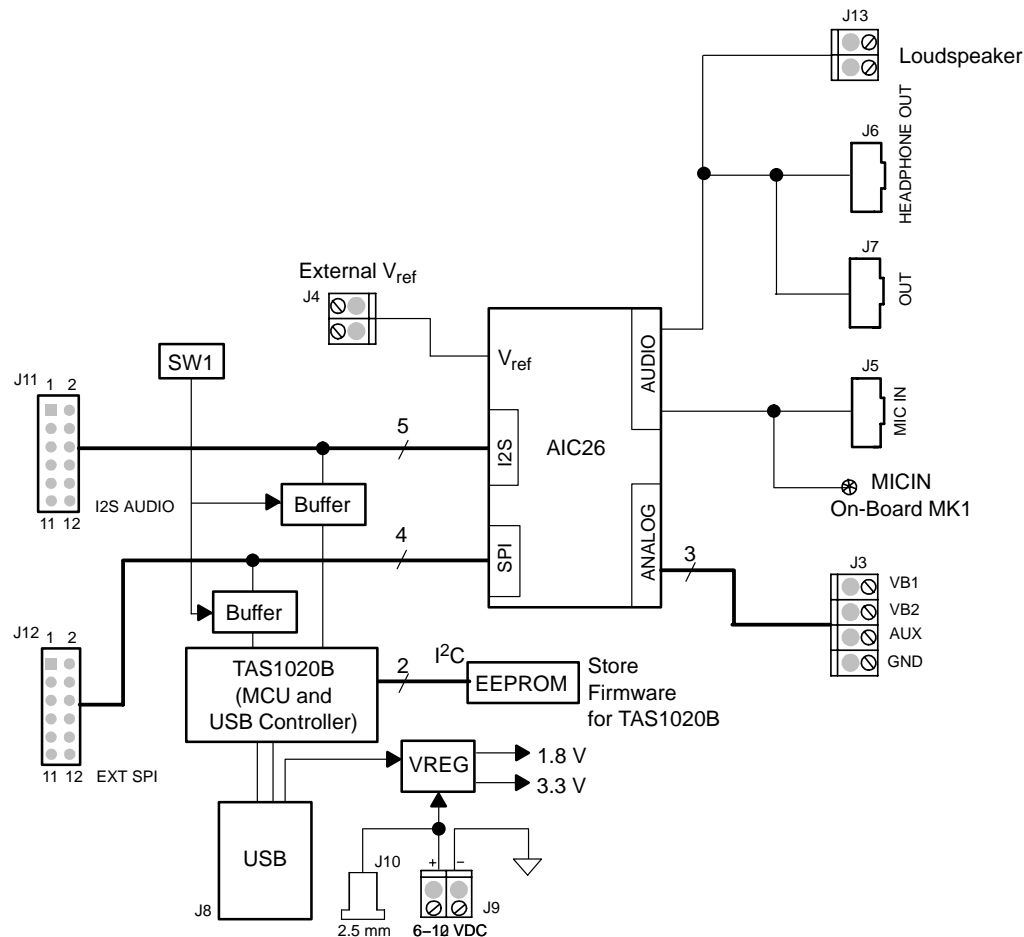 J13
Loudspeaker
J6
HEADPHONE OUT
J7
OUT
External Vref
J4
Vref
AUDIO
SW1
J5
MIC IN
J11
1 2
5
I2S
AIC26
I2S AUDIO
11 12
Buffer
MICIN
On-Board MK1
4
SPI
ANALOG
3
J3
VB1
VB2
AUX
GND
Buffer
J12
1 2
TAS1020B
(MCU and
USB Controller)
2
I2C
EEPROM
Store
Firmware
for TAS1020B
11 12
EXT SPI
VREG
1.8 V
3.3 V
USB
J8
J10
+ −
J9
2.5 mm
VDC